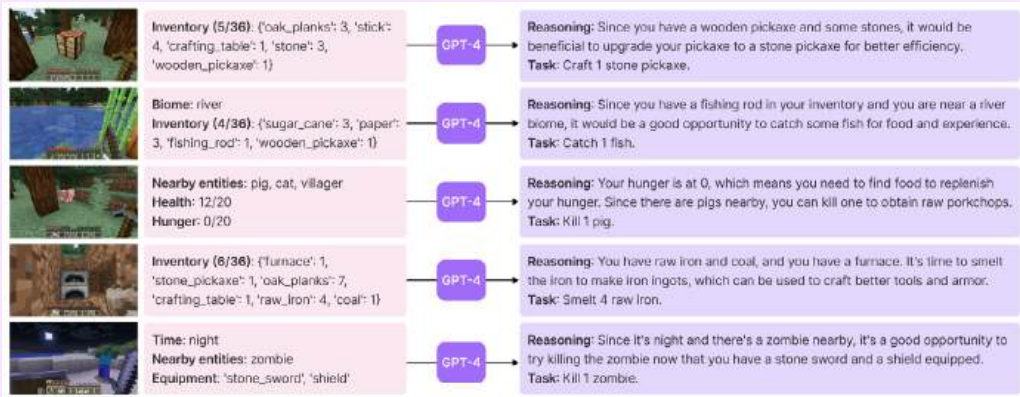 Inventory (5/36): {'oak_planks': 3, 'stick':
4, 'crafting_table': 1, 'stone': 3,
'wooden_pickaxe': 1}
GPT-4
Reasoning: Since you have a wooden pickaxe and some stones, it would be
beneficial to upgrade your pickaxe to a stone pickaxe for better efficiency.
Task: Craft 1 stone pickaxe.
Biome: river
Inventory (4/36): {'sugar_cane': 3, 'paper':
3, 'fishing_rod': 1, 'wooden_pickaxe': 1}
GPT-4
Reasoning: Since you have a fishing rod in your inventory and you are near a river
biome, it would be a good opportunity to catch some fish for food and experience.
Task: Catch 1 fish.
Nearby entities: pig, cat, villager
Health: 12/20
Hunger: 0/20
GPT-4
Reasoning: Your hunger is at 0, which means you need to find food to replenish
your hunger. Since there are pigs nearby, you can kill one to obtain raw porkchops.
Task: Kill 1 pig.
Inventory (6/36): {'furnace': 1,
'stone_pickaxe': 1, 'oak_planks': 7,
'crafting_table': 1, 'raw_iron': 4, 'coal': 1}
GPT-4
Reasoning: You have raw iron and coal, and you have a furnace. It's time to smelt
the iron to make iron ingots, which can be used to craft better tools and armor.
Task: Smelt 4 raw iron.
Time: night
Nearby entities: zombie
Equipment: 'stone_sword', 'shield'
GPT-4
Reasoning: Since it's night and there's a zombie nearby, it's a good opportunity to
try killing the zombie now that you have a stone sword and a shield equipped.
Task: Kill 1 zombie.